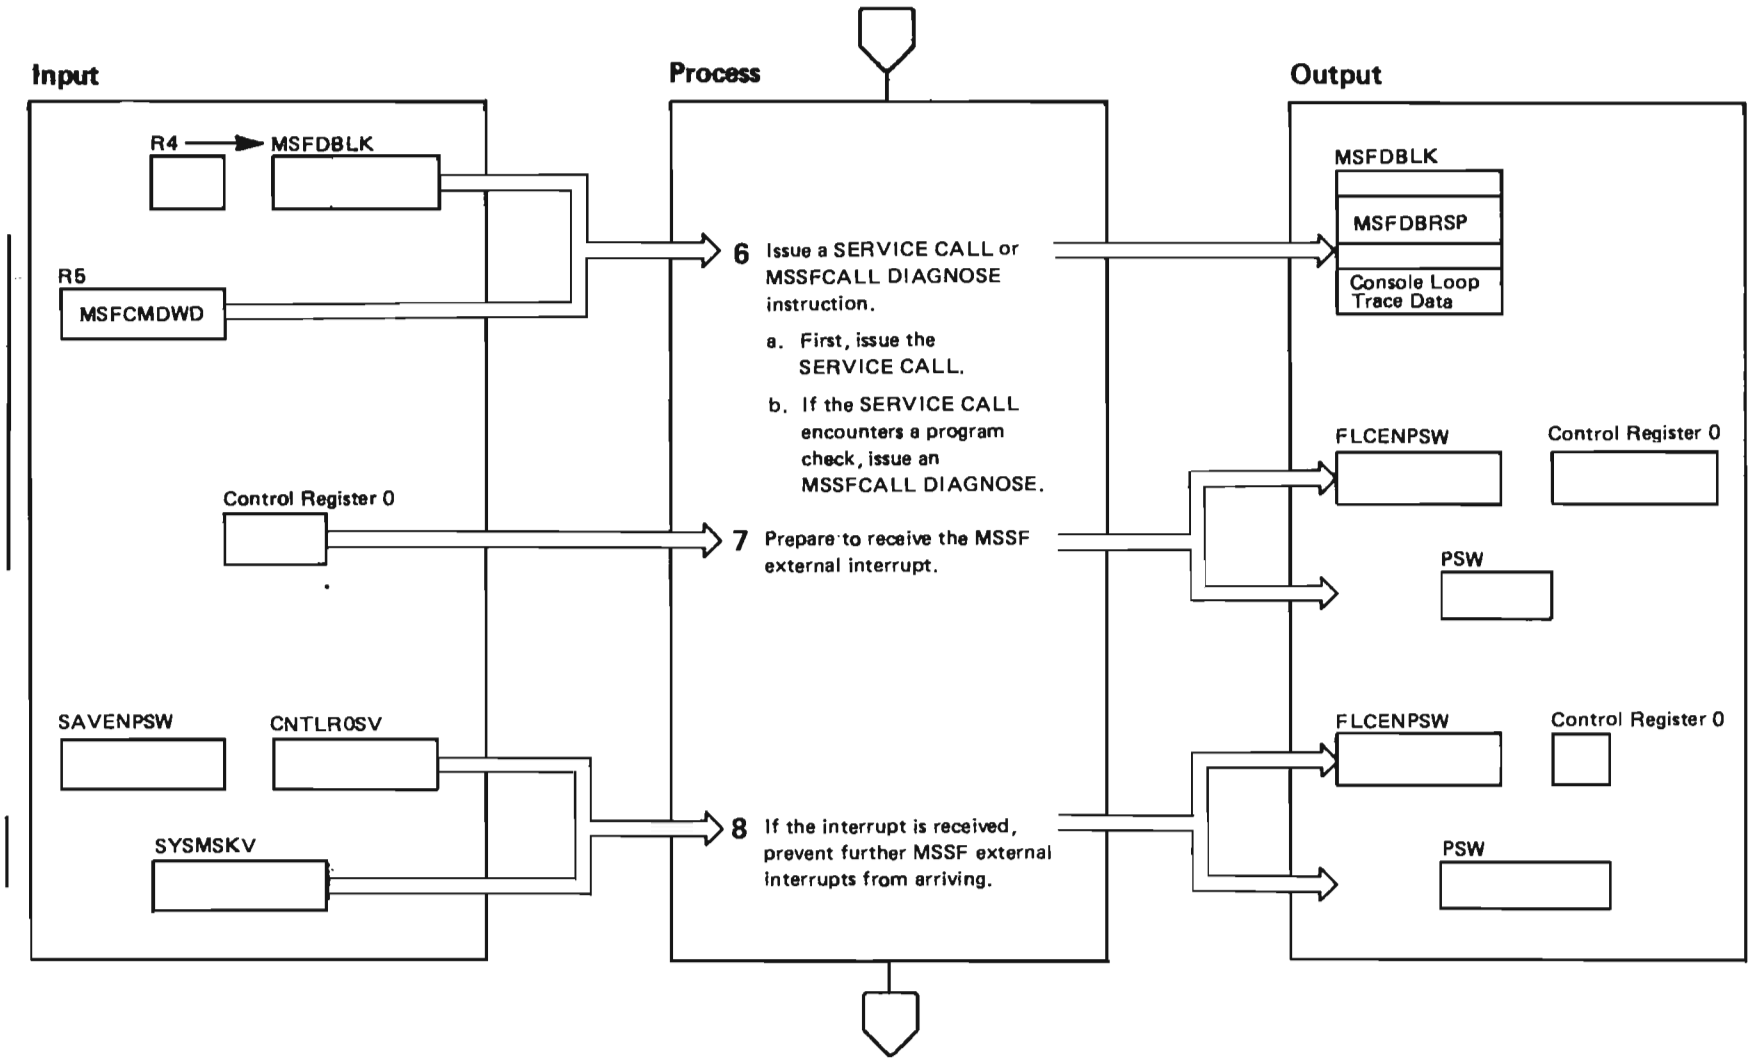 Input
R4
MSFDBLK
R5
MSFCMDWD
Control Register 0
SAVENPSW
CNTLR0SV
SYSMSKV
Process
6 Issue a SERVICE CALL or
MSSFCALL DIAGNOSE
instruction.
a. First, issue the
SERVICE CALL.
b. If the SERVICE CALL
encounters a program
check, issue an
MSSFCALL DIAGNOSE.
7 Prepare to receive the MSSF
external interrupt.
8 If the interrupt is received,
prevent further MSSF external
interrupts from arriving.
Output
MSFDBLK
MSFDBRSP
Console Loop
Trace Data
FLCENPSW
Control Register 0
PSW
FLCENPSW
Control Register 0
PSW